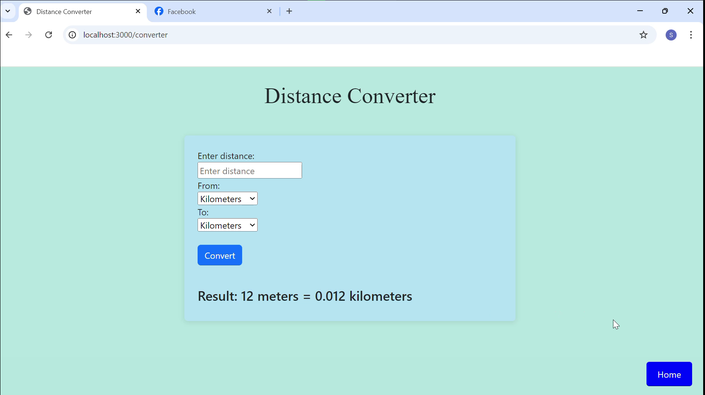 Distance Converter
Facebook
localhost:3000/converter
S
Distance Converter
Enter distance:
Enter distance
From:
Kilometers
To:
Kilometers
Convert
Result: 12 meters = 0.012 kilometers
Home